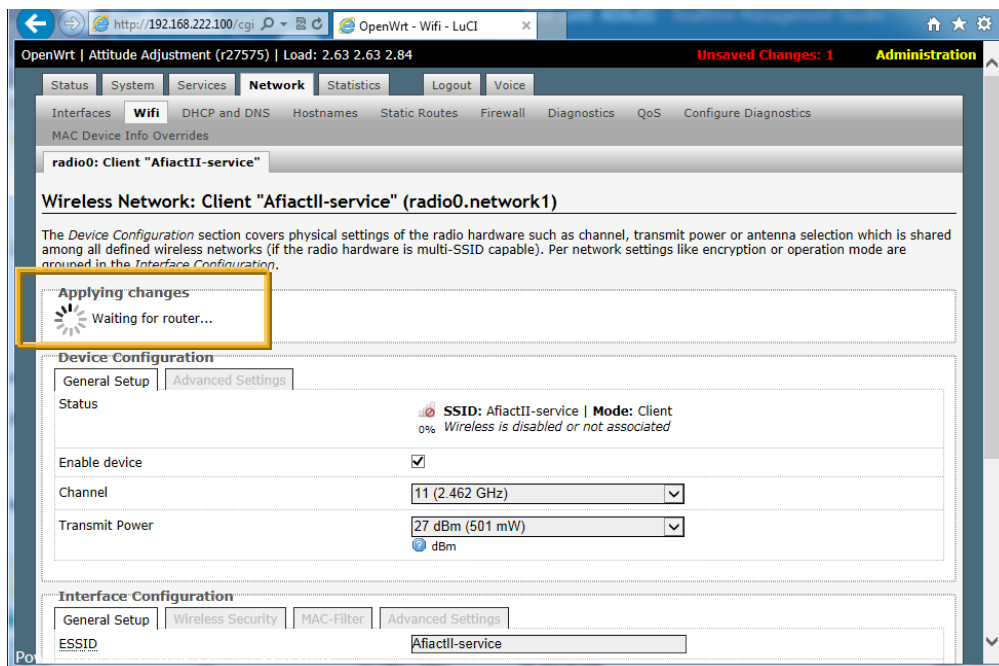 http://192.168.222.100/cgi
OpenWrt - Wifi - LuCI
OpenWrt | Attitude Adjustment (r27575) | Load: 2.63 2.63 2.84 Unsaved Changes: 1 Administration
Status System Services Network Statistics Logout Voice
Interfaces Wifi DHCP and DNS Hostnames Static Routes Firewall Diagnostics QoS Configure Diagnostics
MAC Device Info Overrides
radio0: Client "AfiactII-service"
Wireless Network: Client "AfiactII-service" (radio0.network1)
The Device Configuration section covers physical settings of the radio hardware such as channel, transmit power or antenna selection which is shared
among all defined wireless networks (if the radio hardware is multi-SSID capable). Per network settings like encryption or operation mode are
grouped in the Interface Configuration.
Applying changes
Waiting for router...
Device Configuration
General Setup Advanced Settings
Status
SSID: AfiactII-service | Mode: Client
0% Wireless is disabled or not associated
Enable device
Channel 11 (2.462 GHz)
Transmit Power 27 dBm (501 mW)
dBm
Interface Configuration
General Setup Wireless Security MAC-Filter Advanced Settings
ESSID AfiactII-service